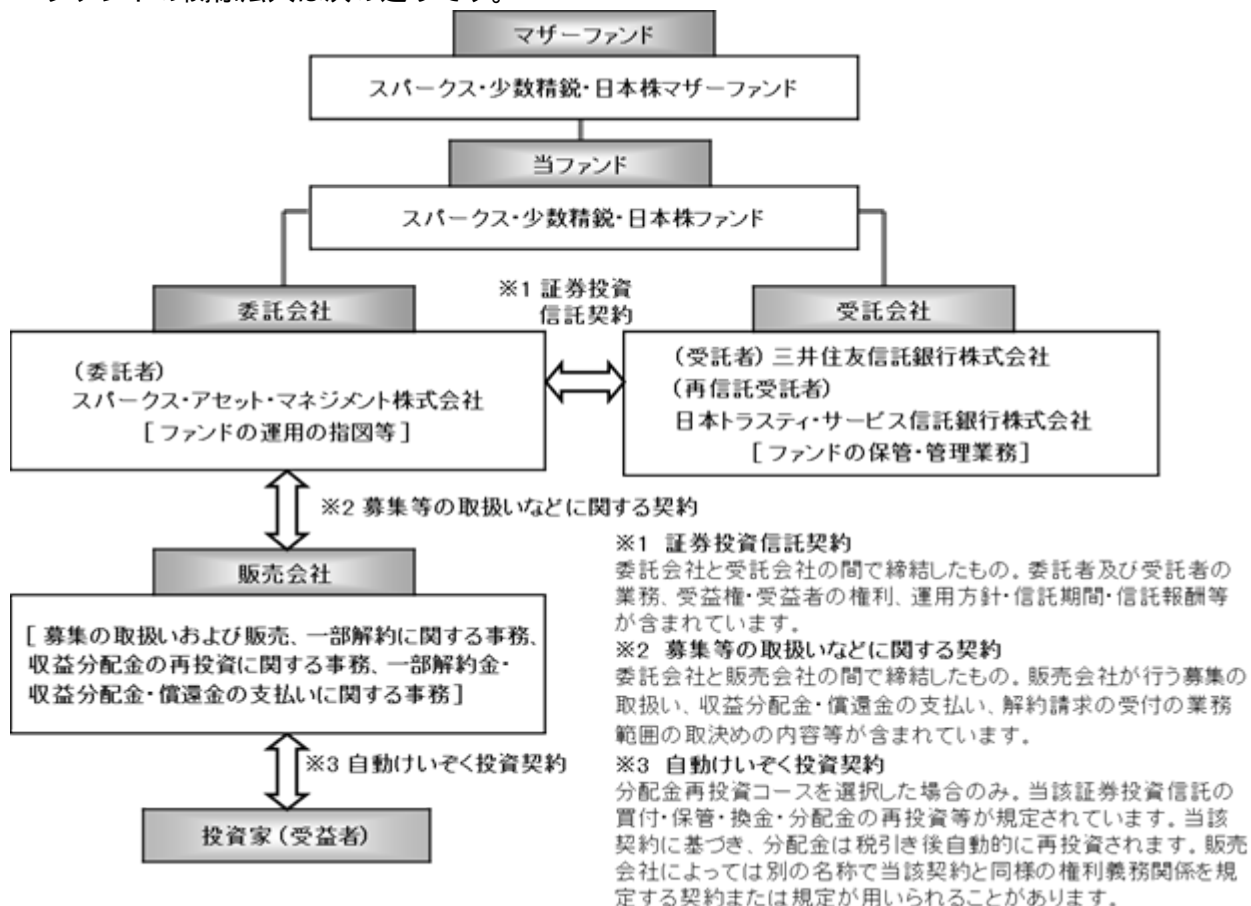 マザーファンド
スパークス・少数精鋭・日本株マザーファンド
当ファンド
スパークス・少数精鋭・日本株ファンド
※1 証券投資
信託契約
委託会社
(委託者)
スパークス・アセット・マネジメント株式会社
[ファンドの運用の指図等]
受託会社
(受託者) 三井住友信託銀行株式会社
(再信託受託者)
日本トラスティ・サービス信託銀行株式会社
[ファンドの保管・管理業務]
※2 募集等の取扱いなどに関する契約
販売会社
[募集の取扱いおよび販売、一部解約に関する事務、
収益分配金の再投資に関する事務、一部解約金・
収益分配金・償還金の支払いに関する事務]
※3 自動けいぞく投資契約
投資家(受益者)
※1 証券投資信託契約
委託会社と受託会社の間で締結したもの。委託者及び受託者の
業務、受益権・受益者の権利、運用方針・信託期間・信託報酬等
が含まれています。
※2 募集等の取扱いなどに関する契約
委託会社と販売会社の間で締結したもの。販売会社が行う募集の
取扱い、収益分配金・償還金の支払い、解約請求の受付の業務
範囲の取決めの内容等が含まれています。
※3 自動けいぞく投資契約
分配金再投資コースを選択した場合のみ。当該証券投資信託の
買付・保管・換金・分配金の再投資等が規定されています。当該
契約に基づき、分配金は税引き後自動的に再投資されます。販売
会社によっては別の名称で当該契約と同様の権利義務関係を規
定する契約または規定が用いられることがあります。